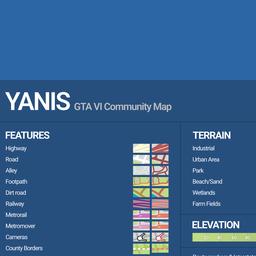 YANIS GTA VI Community Map
FEATURES
Highway
Road
Alley
Footpath
Dirt road
Railway
Metrorail
Metromover
Cameras
County Borders
TERRAIN
Industrial
Urban Area
Park
Beach/Sand
Wetlands
Farm Fields
ELEVATION